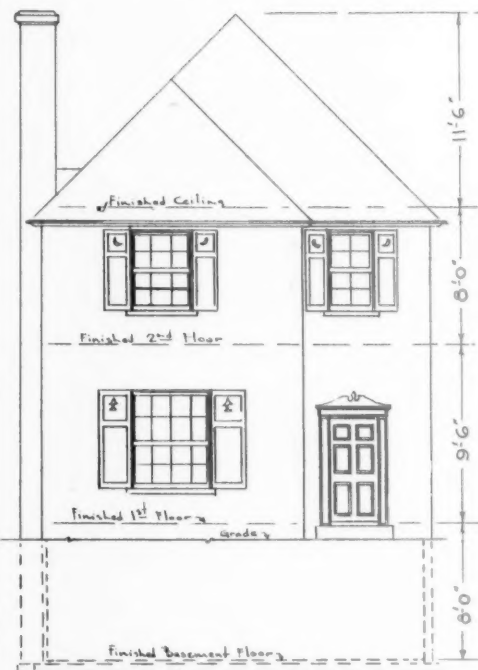 11'-6"
Finished Ceiling
8'-0"
Finished 2nd Floor
9'-6"
Finished 1st Floor
Grade
8'-0"
Finished Basement Floor